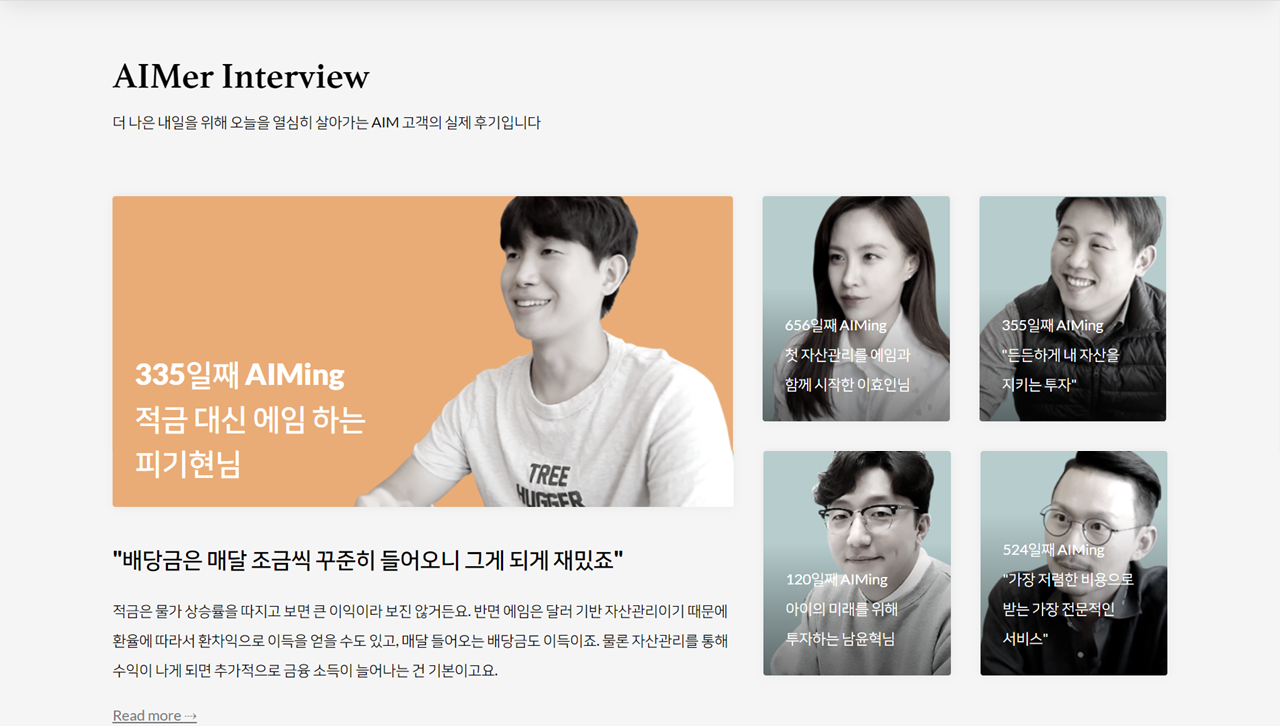 AIMer Interview
더 나은 내일을 위해 오늘을 열심히 살아가는 AIM 고객의 실제 후기입니다
335일째 AIMing
적금 대신 에임 하는
피기현님
TREE
HUGGER
"배당금은 매달 조금씩 꾸준히 들어오니 그게 되게 재밌죠"
적금은 물가 상승률을 따지고 보면 큰 이익이라 보진 않거든요. 반면 에임은 달러 기반 자산관리이기 때문에
환율에 따라서 환차익으로 이득을 얻을 수도 있고, 매달 들어오는 배당금도 이득이죠. 물론 자산관리를 통해
수익이 나게 되면 추가적으로 금융 소득이 늘어나는 건 기본이고요.
Read more ⤑
656일째 AIMing
첫 자산관리를 에임과
함께 시작한 이효인님
355일째 AIMing
"든든하게 내 자산을
지키는 투자"
120일째 AIMing
아이의 미래를 위해
투자하는 남윤혁님
524일째 AIMing
"가장 저렴한 비용으로
받는 가장 전문적인
서비스"